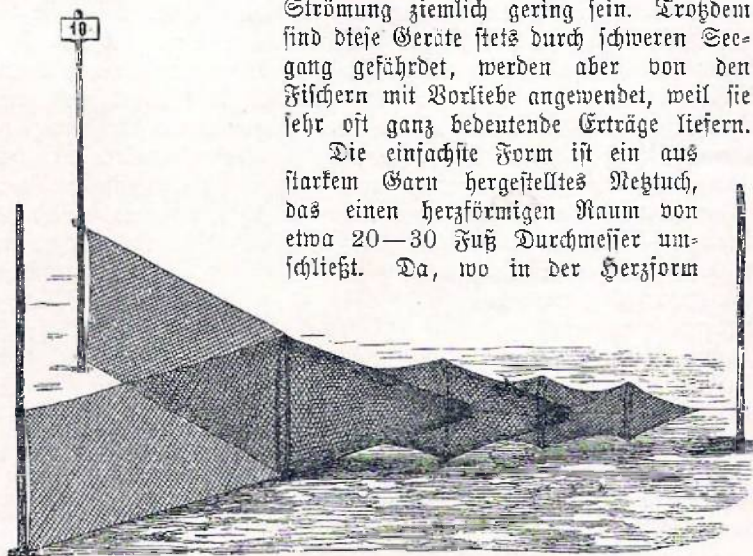 Strömung ziemlich gering sein. Trotzdem
sind diese Geräte stets durch schweren See⸗
gang gefährdet, werden aber von den
Fischern mit Vorliebe angewendet, weil sie
sehr oft ganz bedeutende Erträge liefern.
Die einfachste Form ist ein aus
starkem Garn hergestelltes Netztuch,
das einen herzförmigen Raum von
etwa 20—30 Fuß Durchmesser um⸗
schließt. Da, wo in der Herzform
10